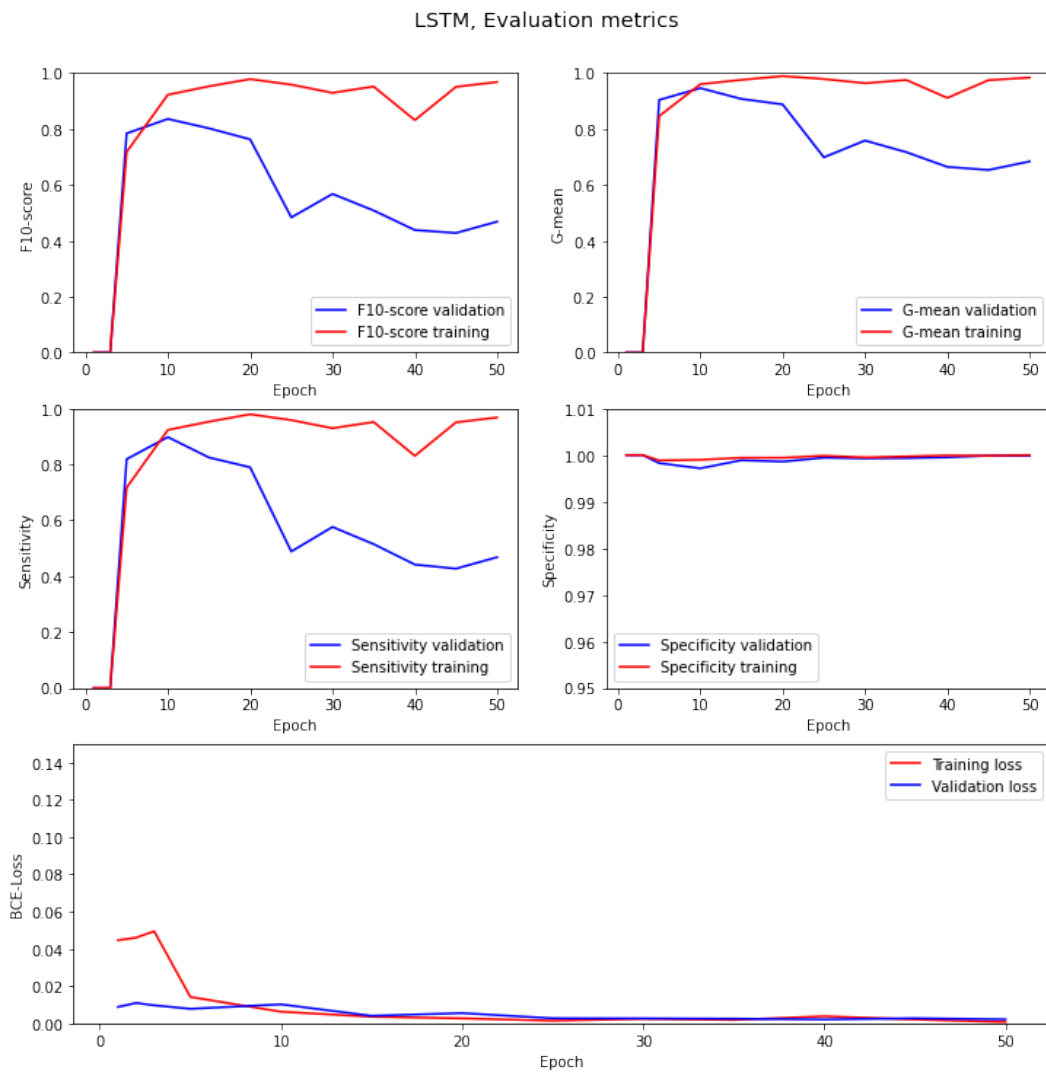 LSTM, Evaluation metrics
1.0
0.8
0.6
0.4
0.2
0.0
F10-score
F10-score validation
F10-score training
0 10 20 30 40 50
Epoch
1.0
0.8
0.6
0.4
0.2
0.0
G-mean
G-mean validation
G-mean training
0 10 20 30 40 50
Epoch
1.0
0.8
0.6
0.4
0.2
0.0
Sensitivity
Sensitivity validation
Sensitivity training
0 10 20 30 40 50
Epoch
1.01
1.00
0.99
0.98
0.97
0.96
0.95
Specificity
Specificity validation
Specificity training
0 10 20 30 40 50
Epoch
0.14
0.12
0.10
0.08
0.06
0.04
0.02
0.00
BCE-Loss
Training loss
Validation loss
0 10 20 30 40 50
Epoch